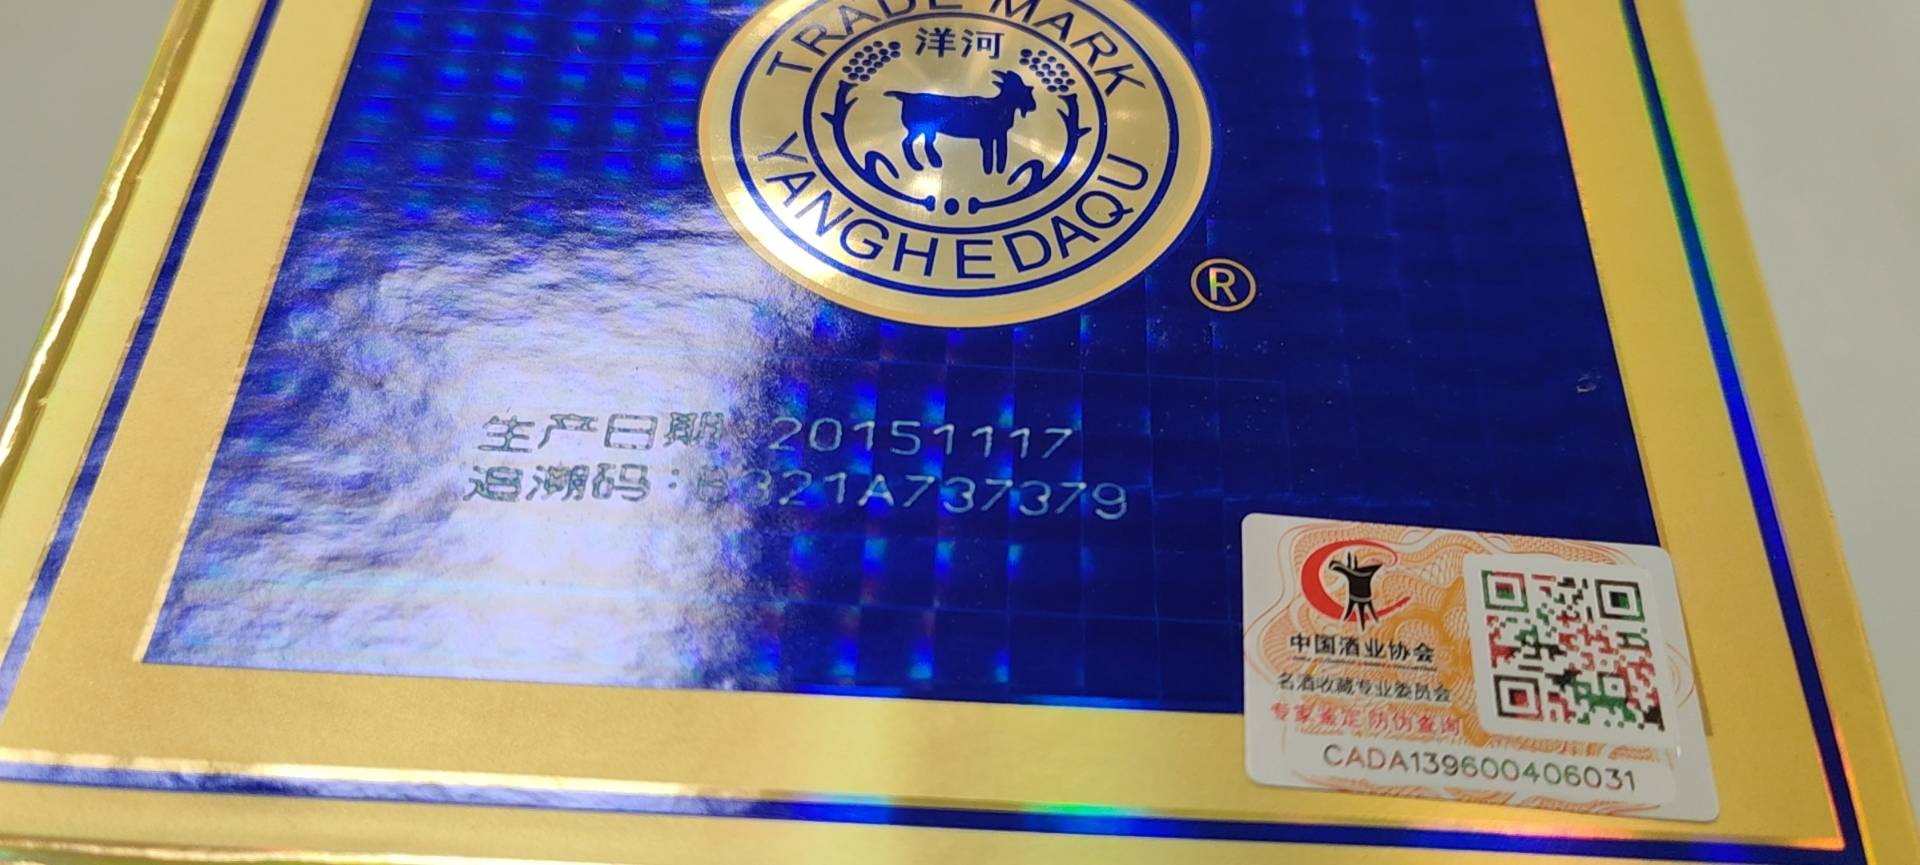 TRADE MARK
洋河
YANGHEDAQU
®
生产日期 20151117
追溯码:6321A737379
中国酒业协会
名酒收藏专业委员会
专家鉴定 防伪查询
CADA139600406031